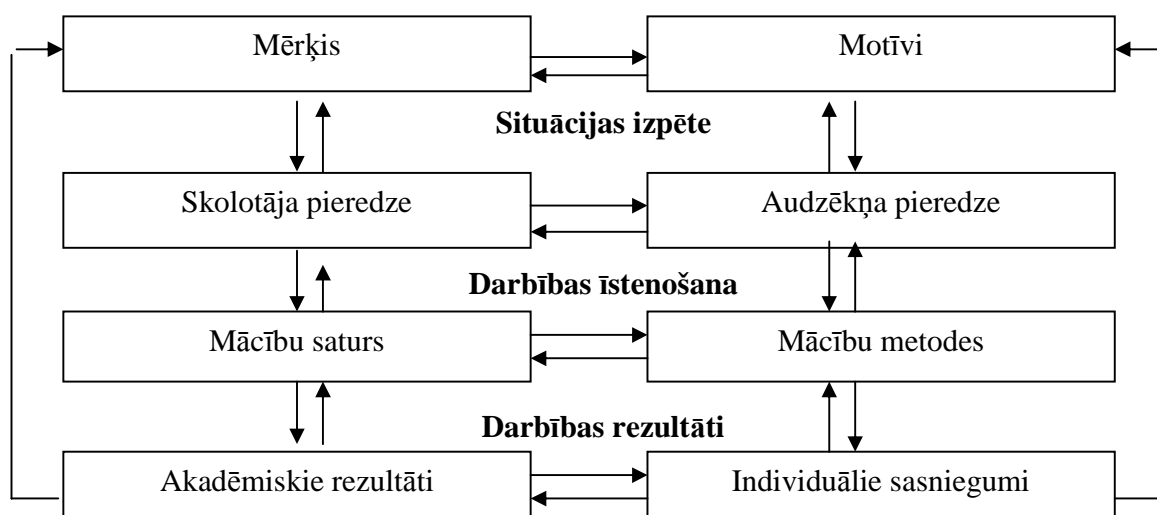 Mērķis
Motīvi
Situācijas izpēte
Skolotāja pieredze
Audzēkņa pieredze
Darbības īstenošana
Mācību saturs
Mācību metodes
Darbības rezultāti
Akadēmiskie rezultāti
Individuālie sasniegumi